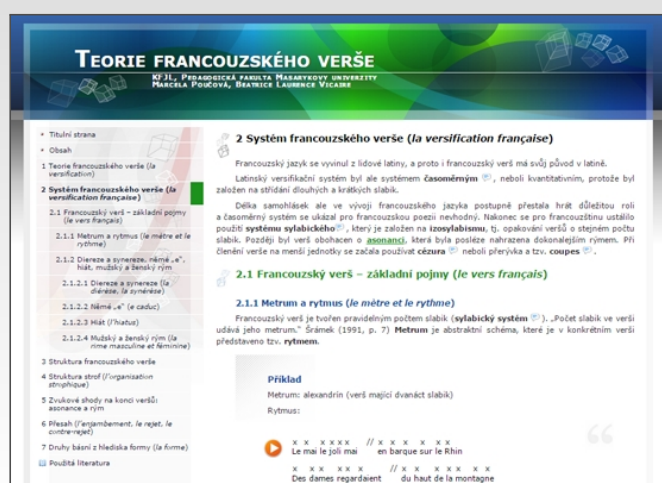 TEORIE FRANCOUZSKÉHO VERŠE
KFJL, PEDAGOGICKÁ FAKULTA MASARYKOVY UNIVERZITY
MARCELA POUČOVÁ, BEATRICE LAURENCE VICAIRE
Titulní strana
Obsah
1 Teorie francouzského verše (la
versification)
2 Systém francouzského verše (la
versification française)
2.1 Francouzský verš – základní pojmy
(le vers français)
2.1.1 Metrum a rytmus (le mètre et le
rythme)
2.1.2 Diereze a synereze, němé „e",
hiát, mužský a ženský rým
2.1.2.1 Diereze a synereze (la
diérèse, la synérèse)
2.1.2.2 Němé „e" (e caduc)
2.1.2.3 Hiát (l'hiatus)
2.1.2.4 Mužský a ženský rým (la
rime masculine et féminine)
3 Struktura francouzského verše
4 Struktura strof (l'organisation
strophique)
5 Zvukové shody na konci veršů:
asonance a rým
6 Přesah (l'enjambement, le rejet, le
contre-rejet)
7 Druhy básní z hlediska formy (la forme)
Použitá literatura
2 Systém francouzského verše (la versification française)
Francouzský jazyk se vyvinul z lidové latiny, a proto i francouzský verš má svůj původ v latině.
Latinský versifikační systém byl ale systémem časoměrným, neboli kvantitativním, protože byl
založen na střídání dlouhých a krátkých slabik.
Délka samohlásek ale ve vývoji francouzského jazyka postupně přestala hrát důležitou roli
a časoměrný systém se ukázal pro francouzskou poezii nevhodný. Nakonec se pro francouzštinu ustálilo
použití systému sylabického, který je založen na izosylabismu, tj. opakování veršů o stejném počtu
slabik. Později byl verš obohacen o asonanci, která byla posléze nahrazena dokonalejším rýmem. Při
členění verše na menší jednotky se začala používat cézura neboli přerývka a tzv. coupes.
2.1 Francouzský verš – základní pojmy (le vers français)
2.1.1 Metrum a rytmus (le mètre et le rythme)
Francouzský verš je tvořen pravidelným počtem slabik (sylabický systém). „Počet slabik ve verši
udává jeho metrum." Šrámek (1991, p. 7) Metrum je abstraktní schéma, které je v konkrétním verši
představeno tzv. rytmem.
Příklad
Metrum: alexandrín (verš mající dvanáct slabik)
Rytmus:
x x x x x x // x x x x x x
Le mai le joli mai en barque sur le Rhin
x x x x x x // x x x x x x
Des dames regardaient du haut de la montagne